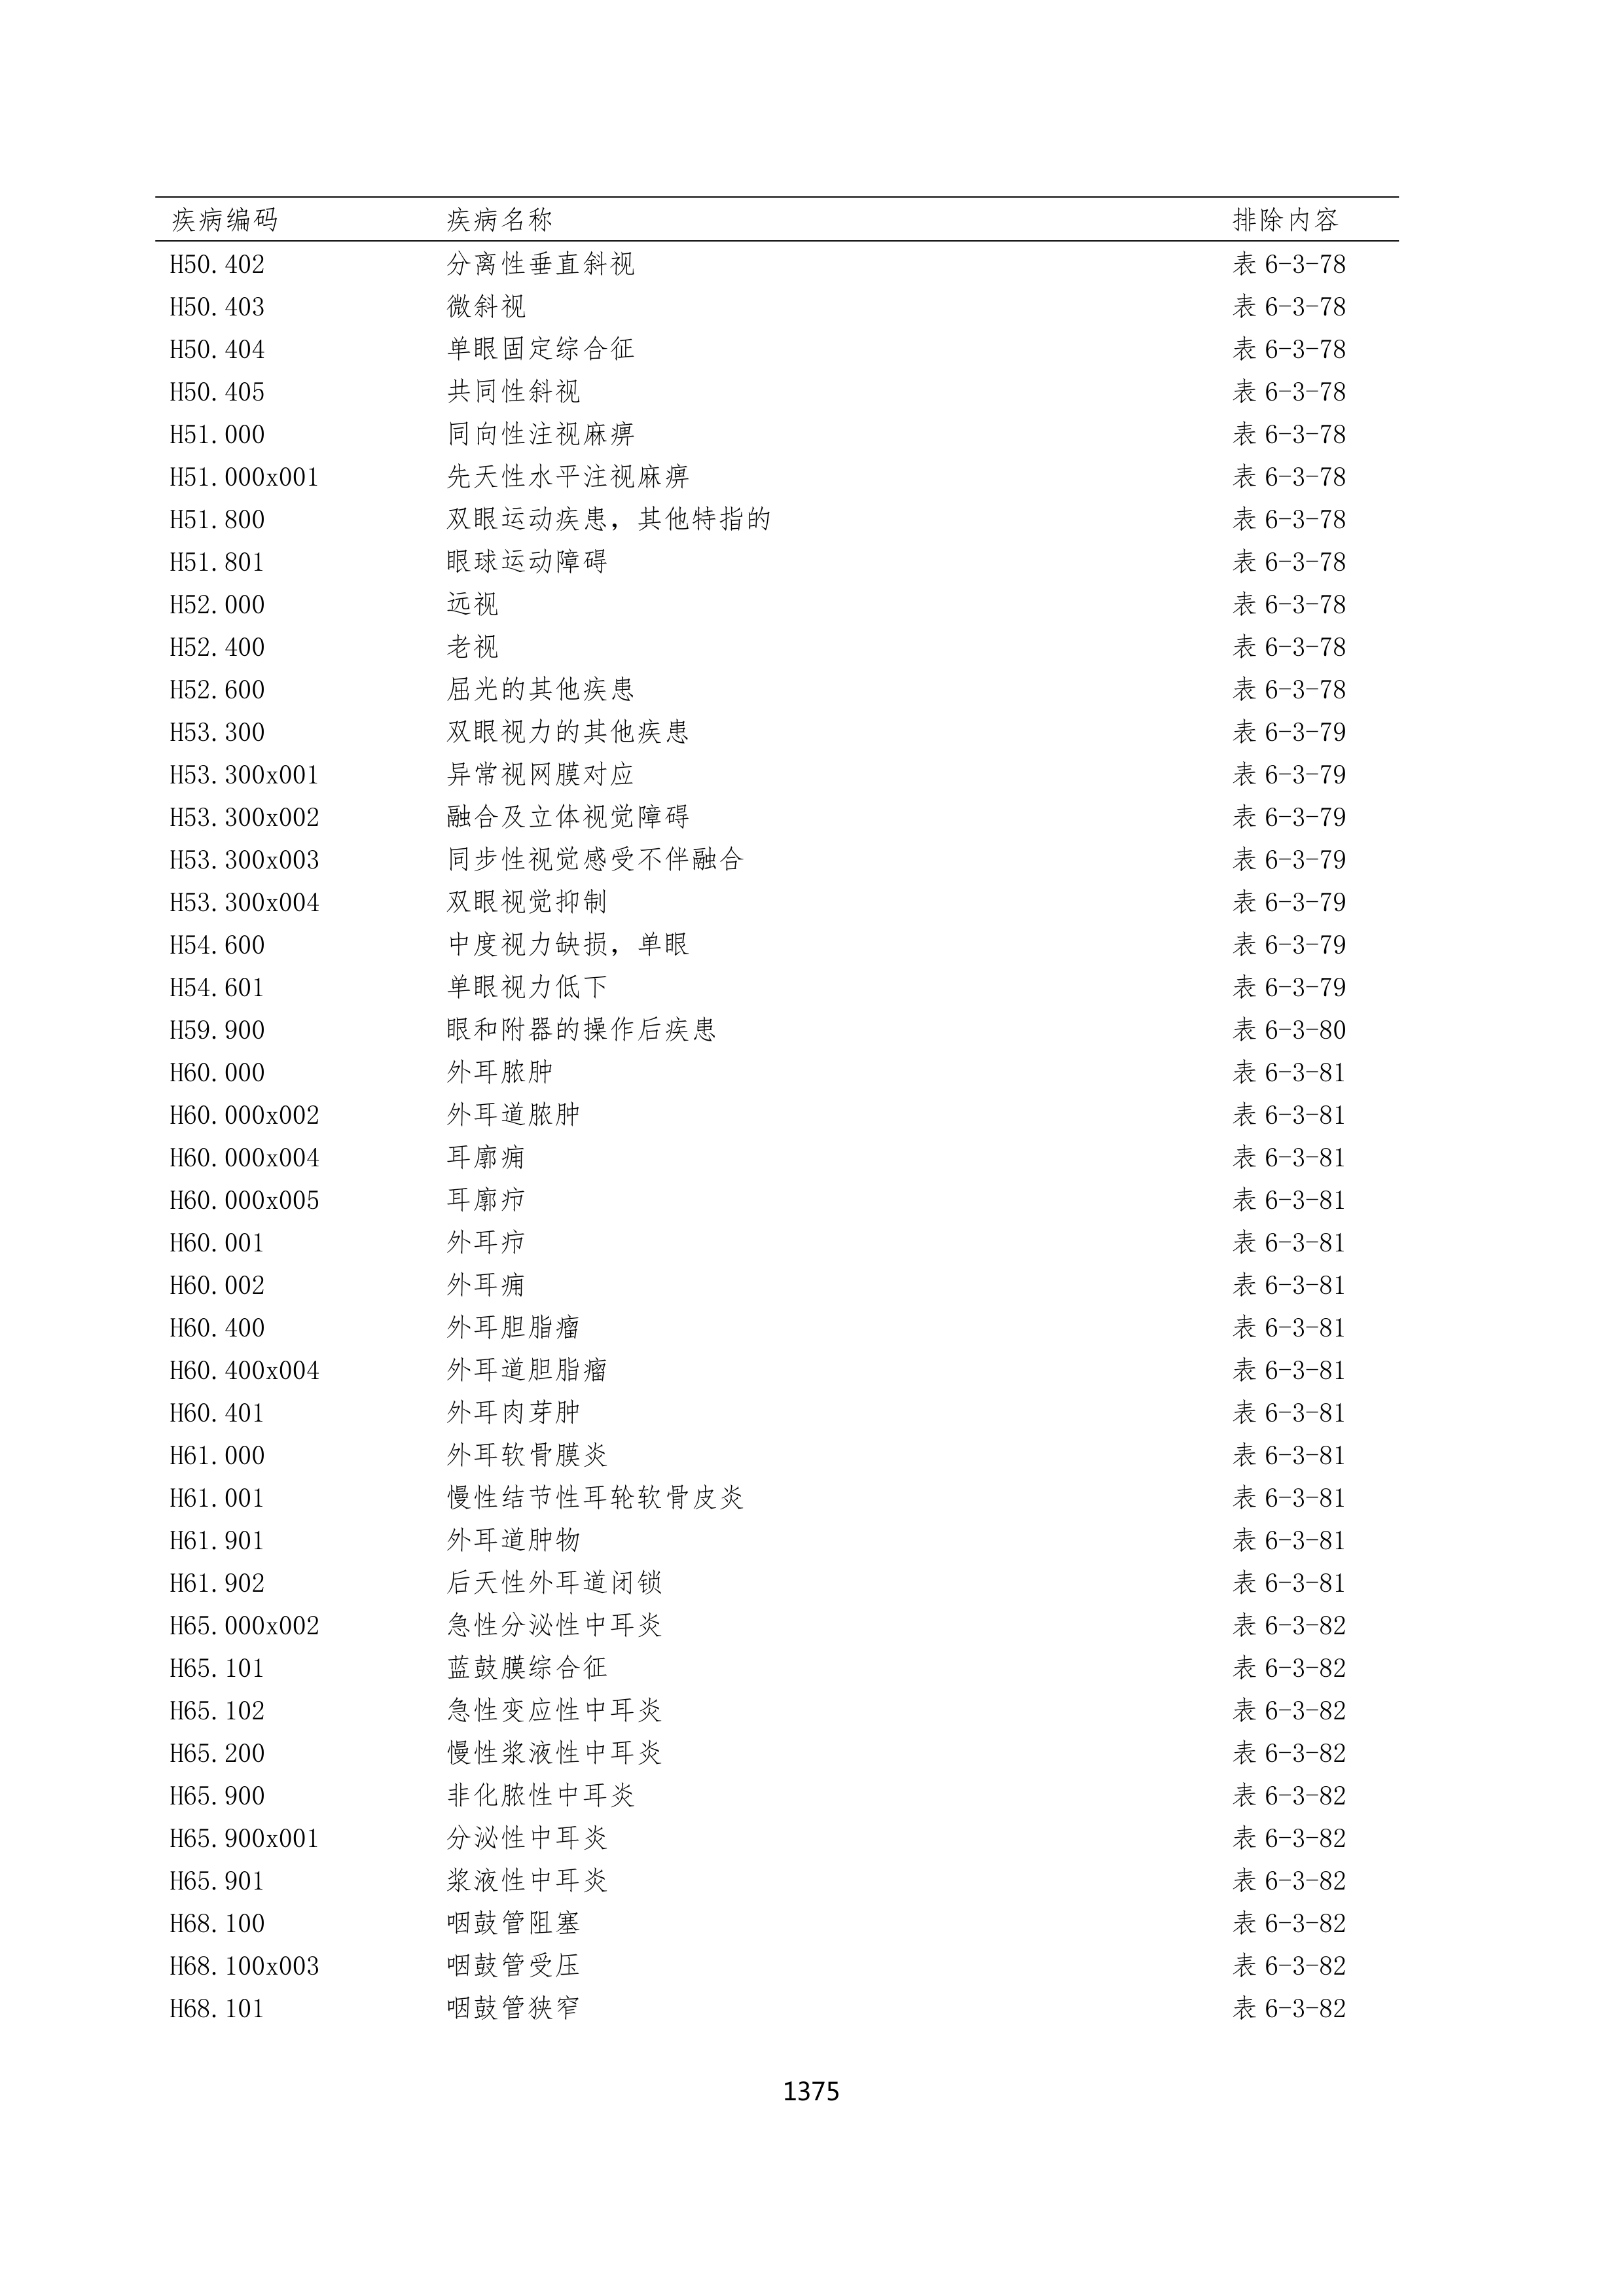 疾病编码 疾病名称 排除内容
H50.402 分离性垂直斜视 表 6-3-78
H50.403 微斜视 表 6-3-78
H50.404 单眼固定综合征 表 6-3-78
H50.405 共同性斜视 表 6-3-78
H51.000 同向性注视麻痹 表 6-3-78
H51.000x001 先天性水平注视麻痹 表 6-3-78
H51.800 双眼运动疾患，其他特指的 表 6-3-78
H51.801 眼球运动障碍 表 6-3-78
H52.000 远视 表 6-3-78
H52.400 老视 表 6-3-78
H52.600 屈光的其他疾患 表 6-3-78
H53.300 双眼视力的其他疾患 表 6-3-79
H53.300x001 异常视网膜对应 表 6-3-79
H53.300x002 融合及立体视觉障碍 表 6-3-79
H53.300x003 同步性视觉感受不伴融合 表 6-3-79
H53.300x004 双眼视觉抑制 表 6-3-79
H54.600 中度视力缺损，单眼 表 6-3-79
H54.601 单眼视力低下 表 6-3-79
H59.900 眼和附器的操作后疾患 表 6-3-80
H60.000 外耳脓肿 表 6-3-81
H60.000x002 外耳道脓肿 表 6-3-81
H60.000x004 耳廓痈 表 6-3-81
H60.000x005 耳廓疖 表 6-3-81
H60.001 外耳疖 表 6-3-81
H60.002 外耳痈 表 6-3-81
H60.400 外耳胆脂瘤 表 6-3-81
H60.400x004 外耳道胆脂瘤 表 6-3-81
H60.401 外耳肉芽肿 表 6-3-81
H61.000 外耳软骨膜炎 表 6-3-81
H61.001 慢性结节性耳轮软骨皮炎 表 6-3-81
H61.901 外耳道肿物 表 6-3-81
H61.902 后天性外耳道闭锁 表 6-3-81
H65.000x002 急性分泌性中耳炎 表 6-3-82
H65.101 蓝鼓膜综合征 表 6-3-82
H65.102 急性变应性中耳炎 表 6-3-82
H65.200 慢性浆液性中耳炎 表 6-3-82
H65.900 非化脓性中耳炎 表 6-3-82
H65.900x001 分泌性中耳炎 表 6-3-82
H65.901 浆液性中耳炎 表 6-3-82
H68.100 咽鼓管阻塞 表 6-3-82
H68.100x003 咽鼓管受压 表 6-3-82
H68.101 咽鼓管狭窄 表 6-3-82
1375